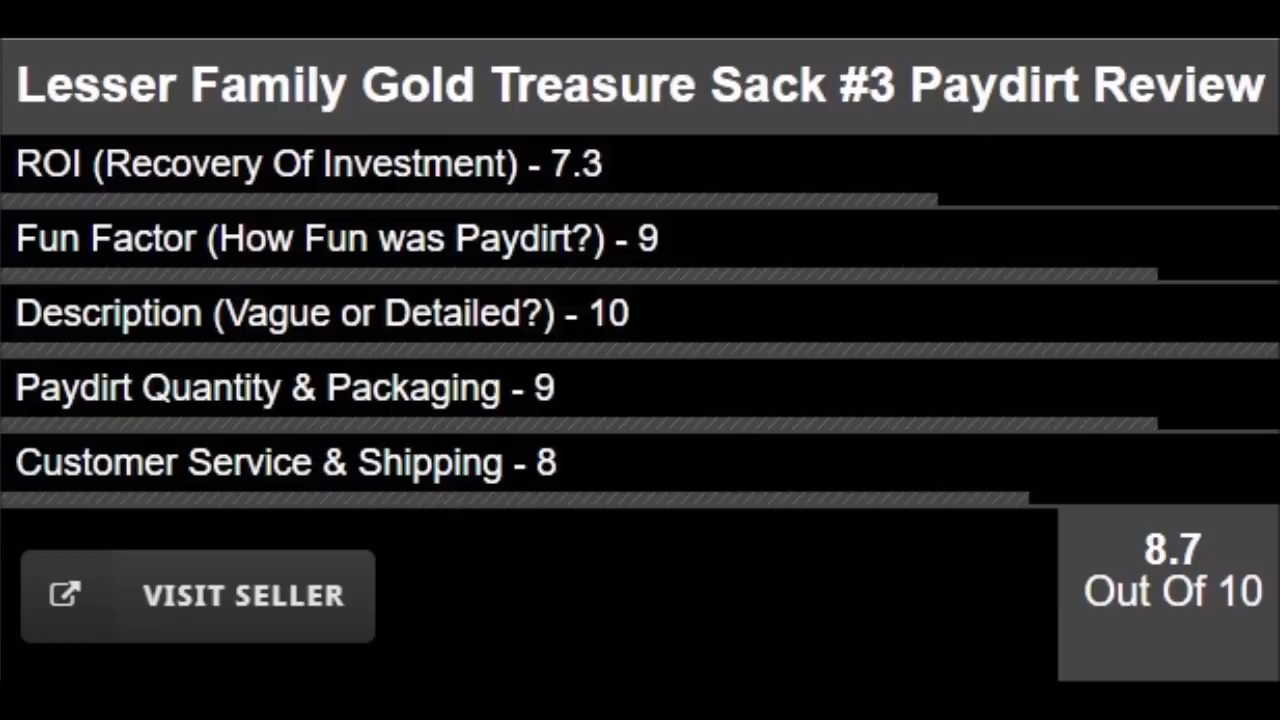 Lesser Family Gold Treasure Sack #3 Paydirt Review
ROI (Recovery Of Investment) - 7.3
Fun Factor (How Fun was Paydirt?) - 9
Description (Vague or Detailed?) - 10
Paydirt Quantity & Packaging - 9
Customer Service & Shipping - 8
VISIT SELLER
8.7
Out Of 10